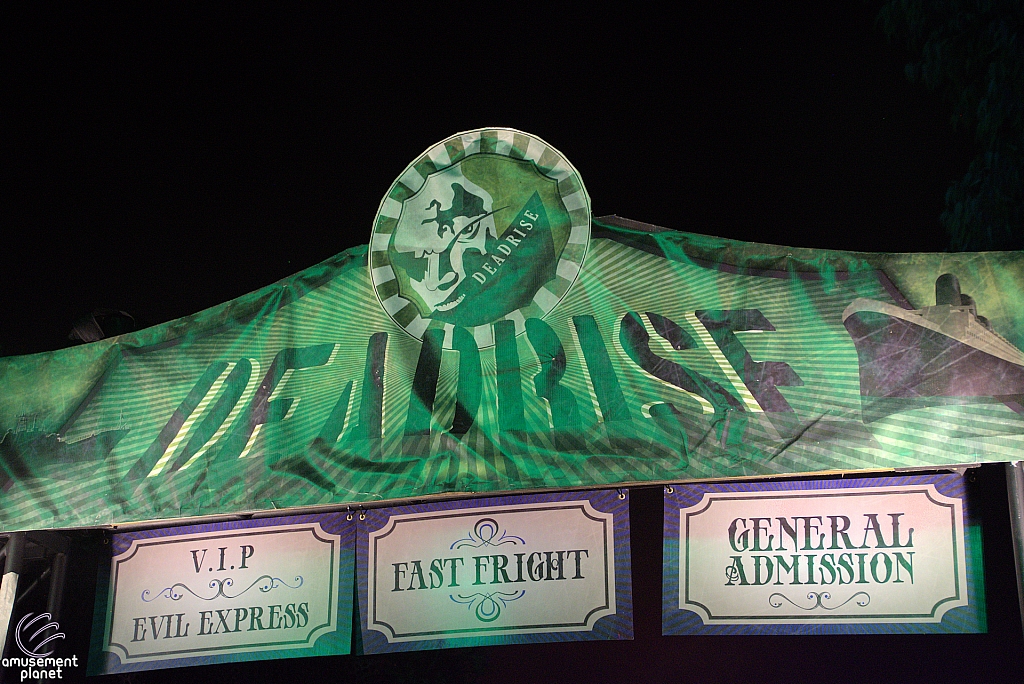 DEADRISE
DEADRISE
V.I.P
EVIL EXPRESS
FAST FRIGHT
GENERAL
ADMISSION
amusement
planet